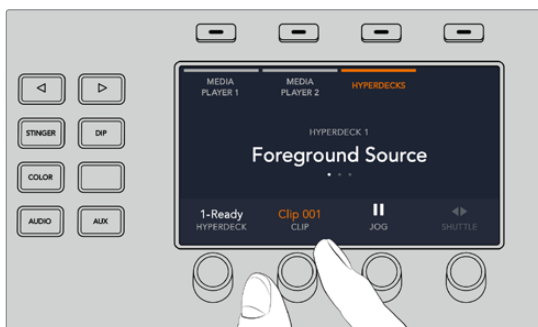 MEDIA
PLAYER 1
MEDIA
PLAYER 2
HYPERDECKS
HYPERDECK 1
Foreground Source
STINGER
DIP
COLOR
AUDIO
AUX
1-Ready
HYPERDECK
Clip 001
CLIP
JOG
SHUTTLE